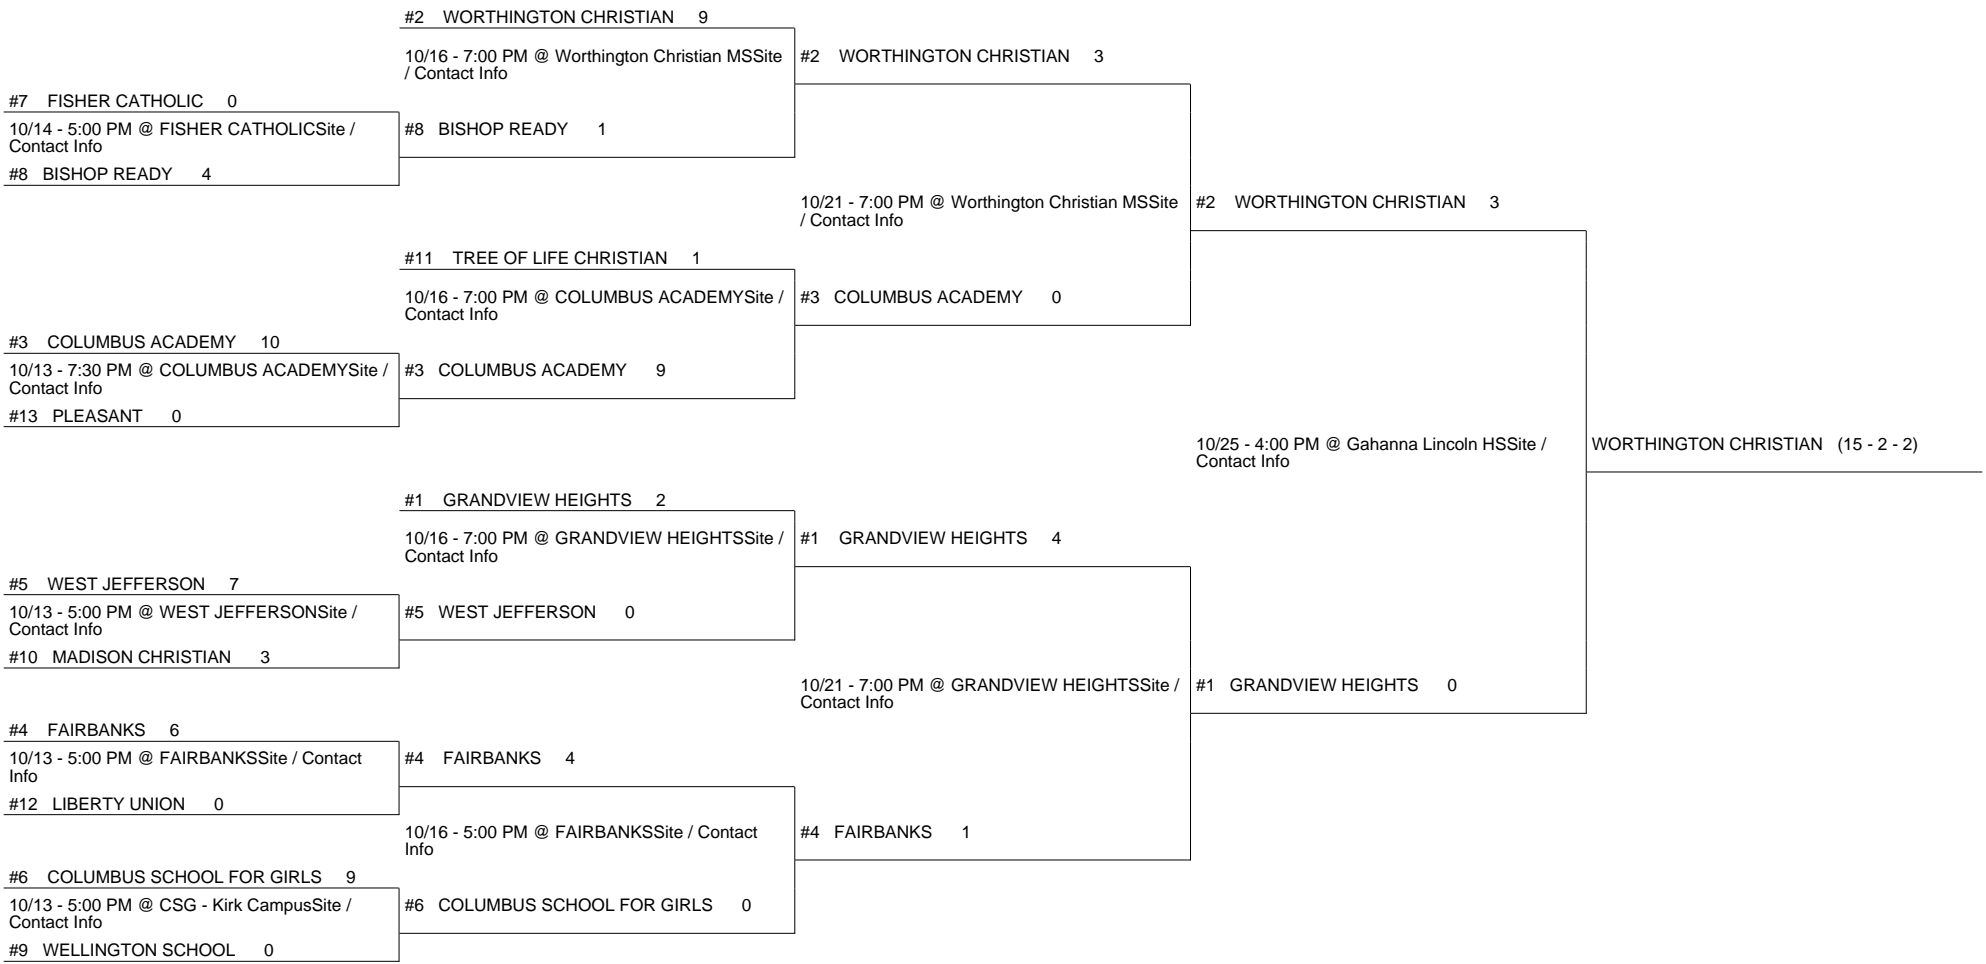 #2 WORTHINGTON CHRISTIAN 9
10/16 - 7:00 PM @ Worthington Christian MSSite
/ Contact Info
#2 WORTHINGTON CHRISTIAN 3
#7 FISHER CATHOLIC 0
10/14 - 5:00 PM @ FISHER CATHOLICSite /
Contact Info
#8 BISHOP READY 1
#8 BISHOP READY 4
10/21 - 7:00 PM @ Worthington Christian MSSite
/ Contact Info
#2 WORTHINGTON CHRISTIAN 3
#11 TREE OF LIFE CHRISTIAN 1
10/16 - 7:00 PM @ COLUMBUS ACADEMYSite /
Contact Info
#3 COLUMBUS ACADEMY 0
#3 COLUMBUS ACADEMY 10
10/13 - 7:30 PM @ COLUMBUS ACADEMYSite /
Contact Info
#3 COLUMBUS ACADEMY 9
#13 PLEASANT 0
10/25 - 4:00 PM @ Gahanna Lincoln HSSite /
Contact Info
WORTHINGTON CHRISTIAN (15 - 2 - 2)
#1 GRANDVIEW HEIGHTS 2
10/16 - 7:00 PM @ GRANDVIEW HEIGHTSSite /
Contact Info
#1 GRANDVIEW HEIGHTS 4
#5 WEST JEFFERSON 7
10/13 - 5:00 PM @ WEST JEFFERSONSite /
Contact Info
#5 WEST JEFFERSON 0
#10 MADISON CHRISTIAN 3
10/21 - 7:00 PM @ GRANDVIEW HEIGHTSSite /
Contact Info
#1 GRANDVIEW HEIGHTS 0
#4 FAIRBANKS 6
10/13 - 5:00 PM @ FAIRBANKSSite / Contact
Info
#4 FAIRBANKS 4
#12 LIBERTY UNION 0
10/16 - 5:00 PM @ FAIRBANKSSite / Contact
Info
#4 FAIRBANKS 1
#6 COLUMBUS SCHOOL FOR GIRLS 9
10/13 - 5:00 PM @ CSG - Kirk CampusSite /
Contact Info
#6 COLUMBUS SCHOOL FOR GIRLS 0
#9 WELLINGTON SCHOOL 0